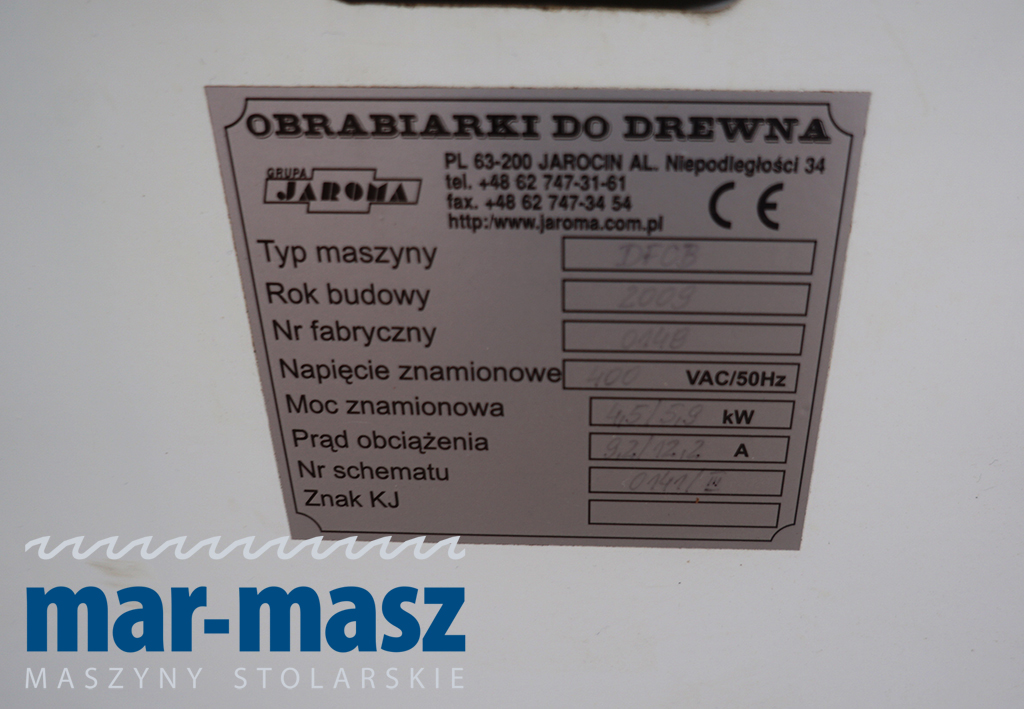 OBRABIARKI DO DREWNA
GRUPA
JAROMA
PL 63-200 JAROCIN AL. Niepodległości 34
tel. +48 62 747-31-61
fax. +48 62 747-34 54
http:/www.jaroma.com.pl
CE
Typ maszyny DFCB
Rok budowy 2009
Nr fabryczny 0148
Napięcie znamionowe 400 VAC/50Hz
Moc znamionowa 4,5/5,9 kW
Prąd obciążenia 9,2/12,2 A
Nr schematu
Znak KJ
mar-masz
MASZYNY STOLARSKIE